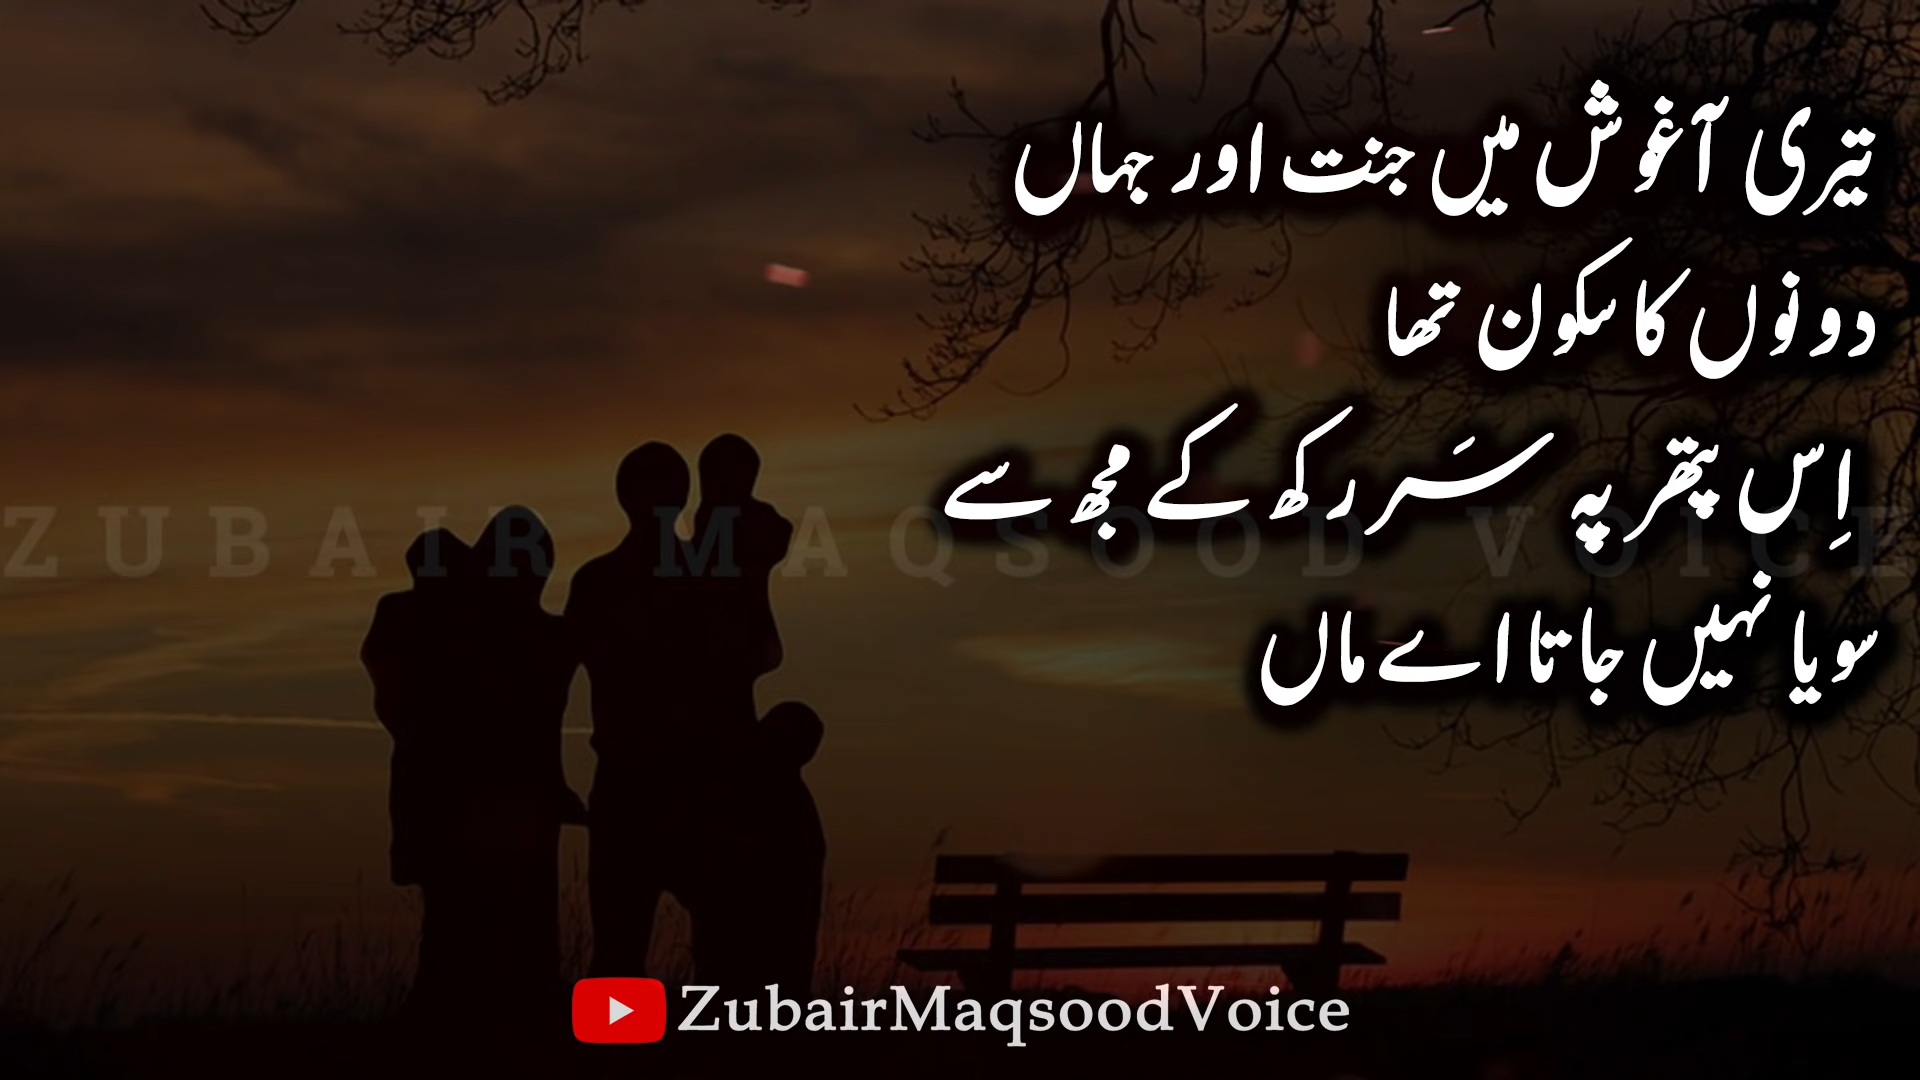 تیری آغوش میں جنت اور جہاں
دونوں کا سکون تھا
اِس پتھر پہ سَر رکھ کے مجھ سے
سویا نہیں جاتا اے ماں
ZUBAIR MAQSOOD VOICE
ZubairMaqsoodVoice